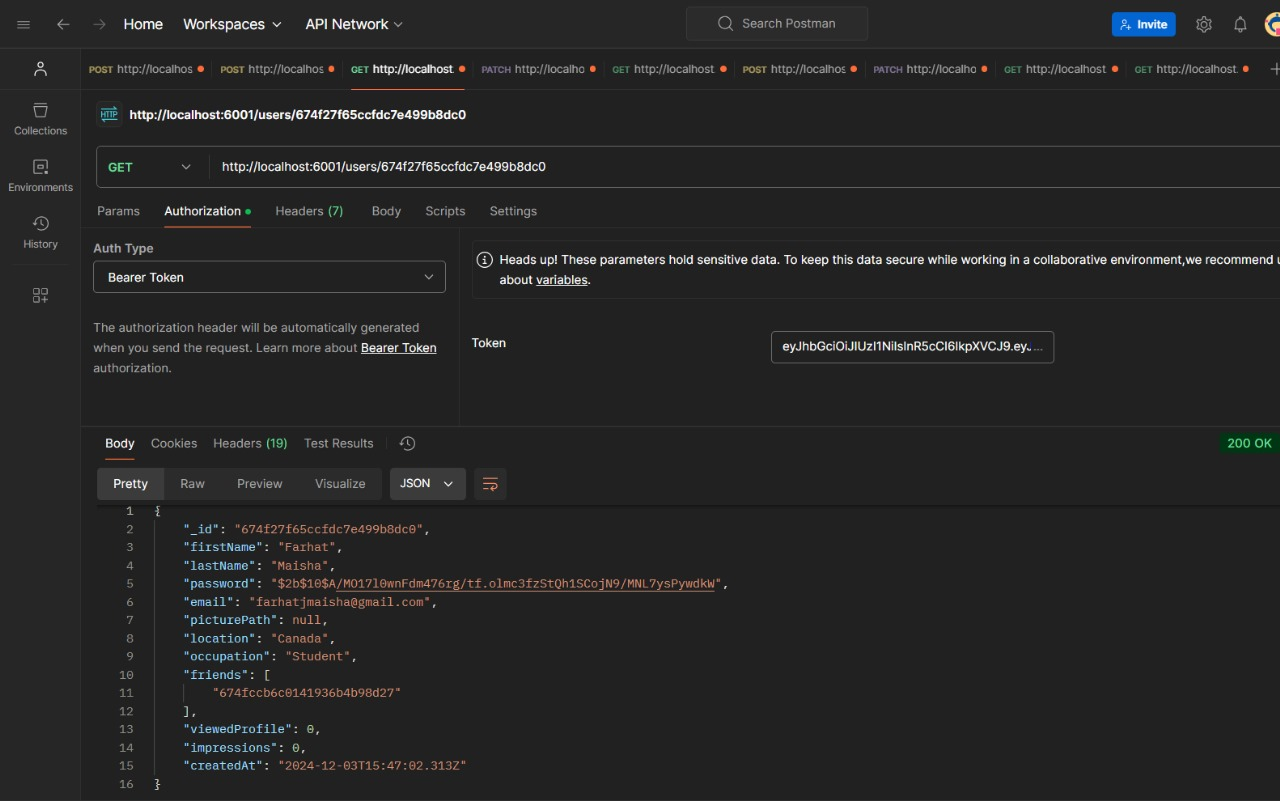 Home Workspaces API Network Search Postman Invite
POST http://localhos POST http://localhos GET http://localhost. PATCH http://localho GET http://localhost. POST http://localhos PATCH http://localho GET http://localhost. GET http://localhost.
HTTP http://localhost:6001/users/674f27f65ccfdc7e499b8dc0
Collections
GET http://localhost:6001/users/674f27f65ccfdc7e499b8dc0
Environments
Params Authorization Headers (7) Body Scripts Settings
History
Auth Type
Bearer Token
Heads up! These parameters hold sensitive data. To keep this data secure while working in a collaborative environment,we recommend
about variables.
The authorization header will be automatically generated
when you send the request. Learn more about Bearer Token
authorization.
Token
Body Cookies Headers (19) Test Results 200 OK
Pretty Raw Preview Visualize JSON
1 {
2 "_id": "674f27f65ccfdc7e499b8dc0",
3 "firstName": "Farhat",
4 "lastName": "Maisha",
5 "password": "$2b$10$A/MO17l0wnFdm476rg/tf.olmc3fzStQh1SCojN9/MNL7ysPywdkW",
6 "email": "farhatjmaisha@gmail.com",
7 "picturePath": null,
8 "location": "Canada",
9 "occupation": "Student",
10 "friends": [
11 "674fccb6c0141936b4b98d27"
12 ],
13 "viewedProfile": 0,
14 "impressions": 0,
15 "createdAt": "2024-12-03T15:47:02.313Z"
16 }